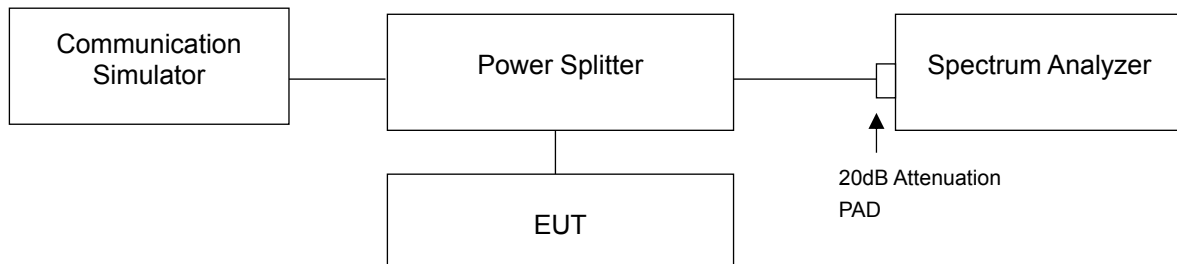 Communication
Simulator
Power Splitter
Spectrum Analyzer
20dB Attenuation
PAD
EUT